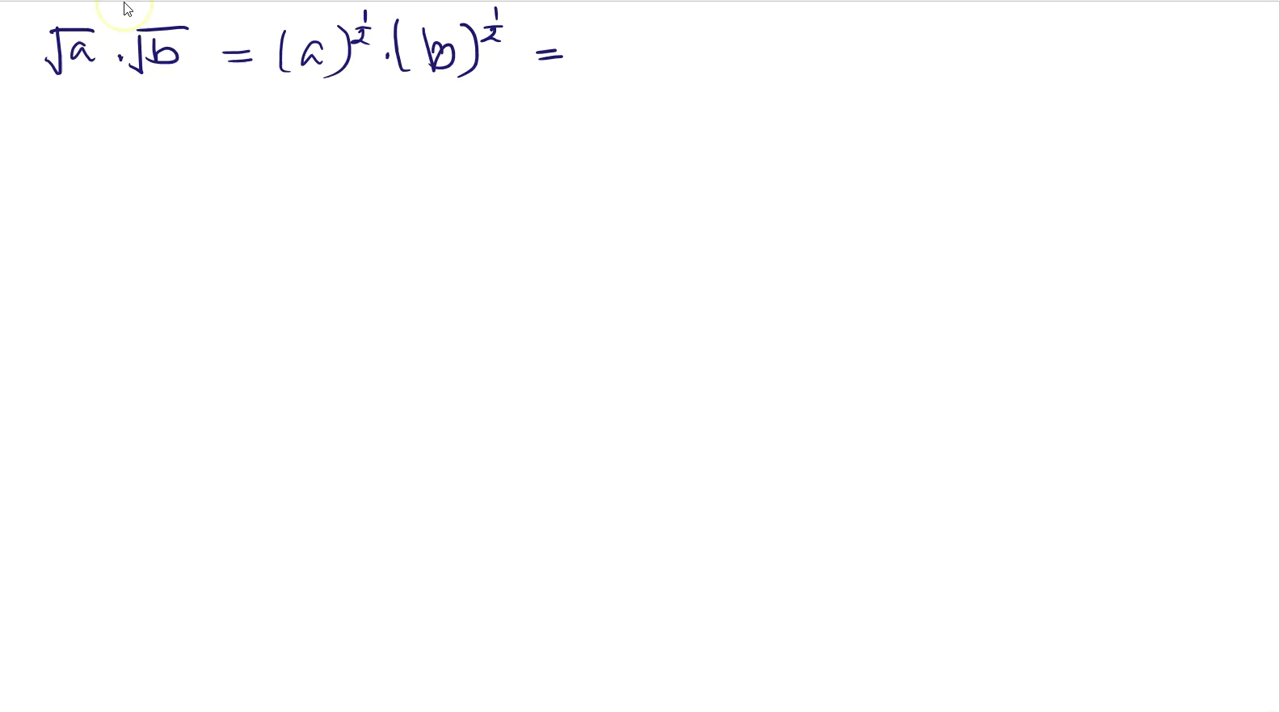 √a · √b = (a)^½ · (b)^½ =